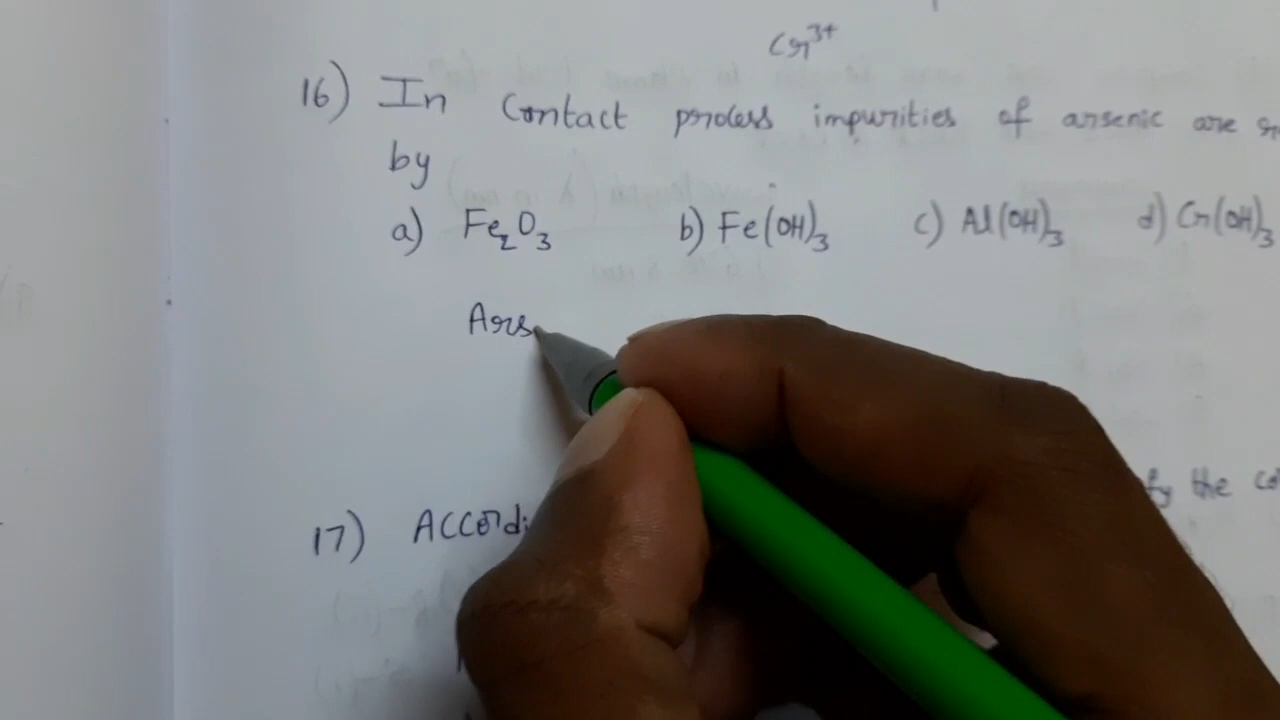 Cr³⁺
16) In Contact process impurities of arsenic are
by
a) Fe₂O₃ b) Fe(OH)₃ c) Al(OH)₃ d) Cr(OH)₃
Ars
17) Accordi the